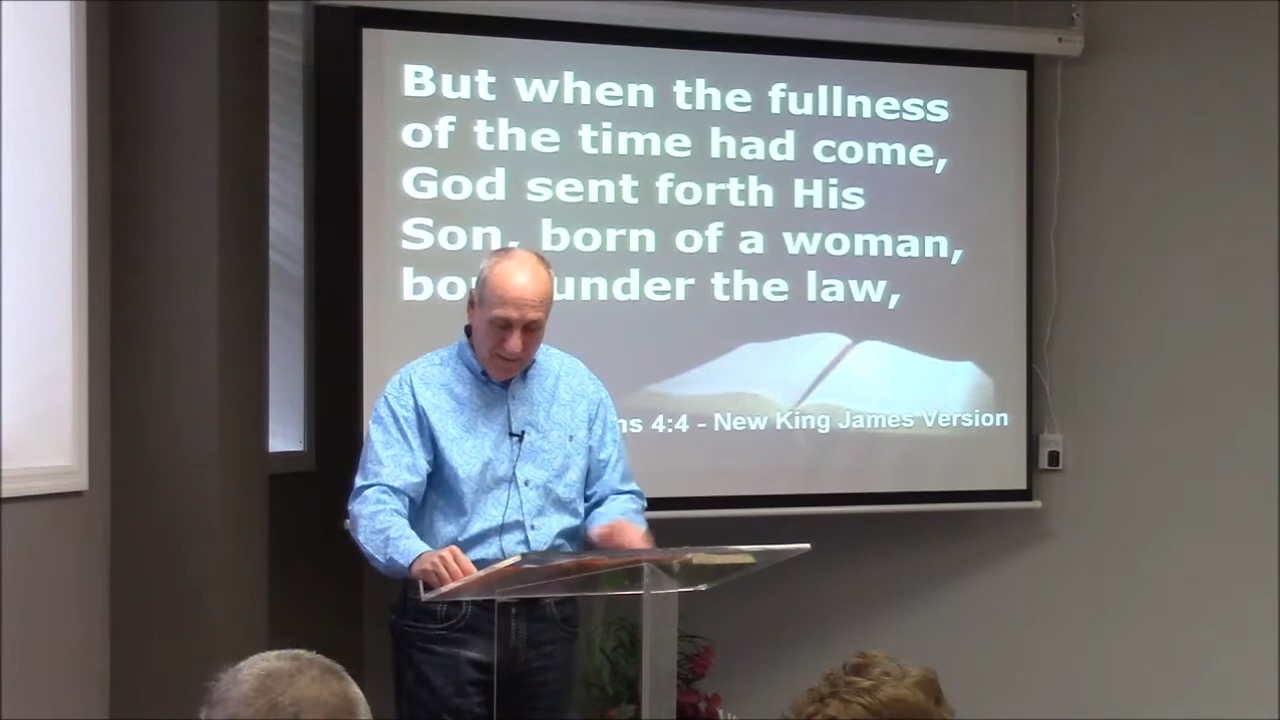 But when the fullness
of the time had come,
God sent forth His
Son, born of a woman,
under the law,
4:4 - New King James Version